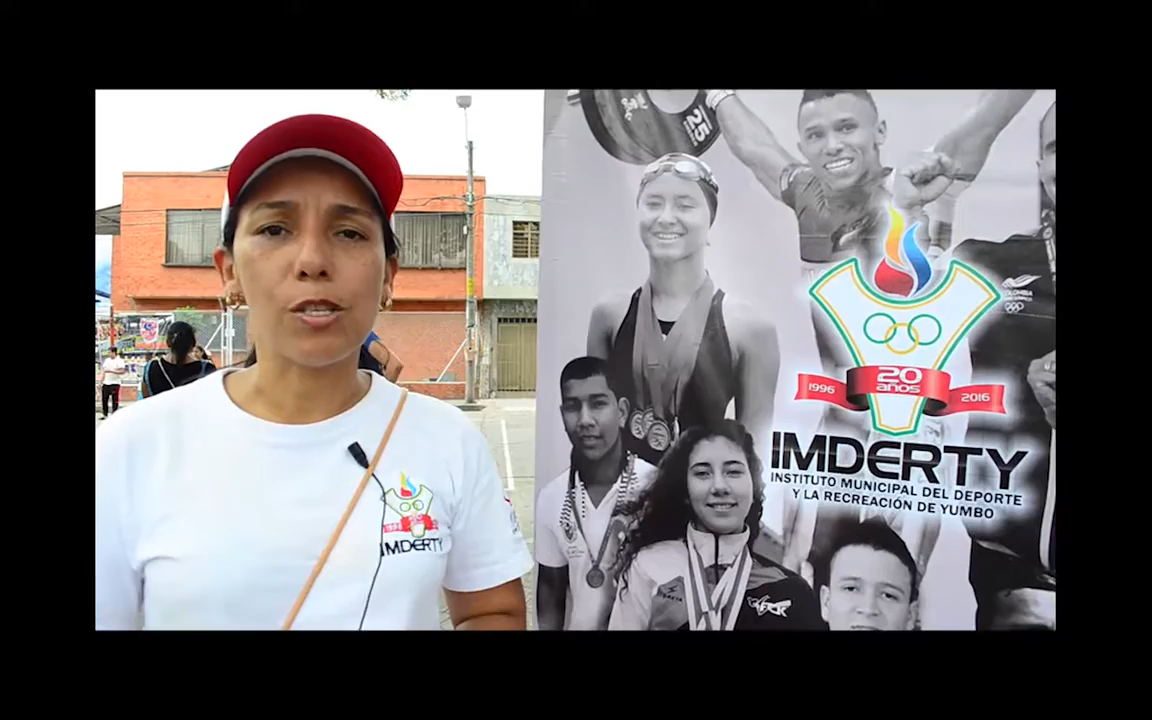 25
COLOMBIA
1996
20
años
2016
IMDERTY
INSTITUTO MUNICIPAL DEL DEPORTE
Y LA RECREACIÓN DE YUMBO
IMDERTY